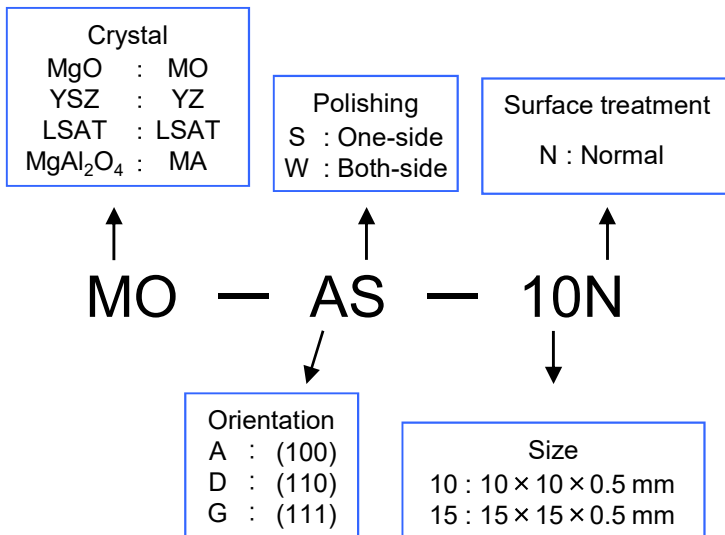 Crystal
MgO : MO
YSZ : YZ
LSAT : LSAT
MgAl₂O₄ : MA
Polishing
S : One-side
W : Both-side
Surface treatment
N : Normal
MO — AS — 10N
Orientation
A : (100)
D : (110)
G : (111)
Size
10 : 10×10×0.5 mm
15 : 15×15×0.5 mm